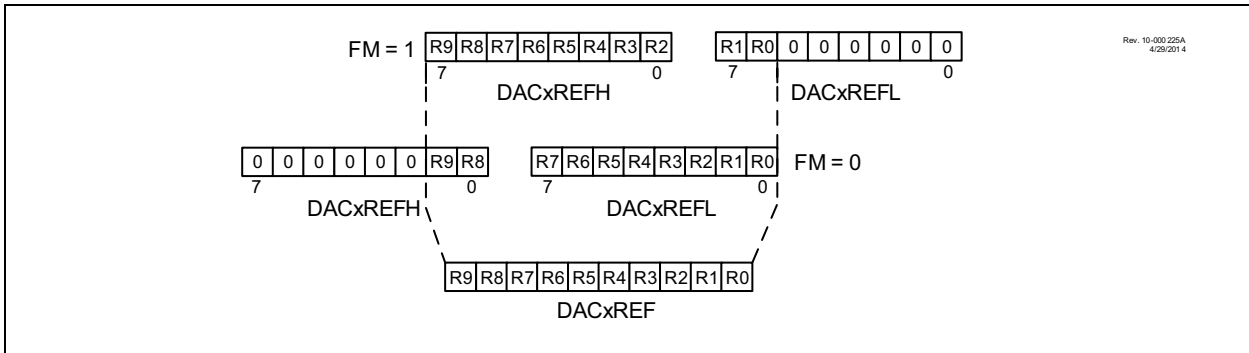 FM = 1 R9 R8 R7 R6 R5 R4 R3 R2 R1 R0 0 0 0 0 0 0 Rev. 10-000 225A
7 0 7 0 4/29/201 4
DACxREFH DACxREFL
0 0 0 0 0 0 R9 R8 R7 R6 R5 R4 R3 R2 R1 R0 FM = 0
7 0 7 0
DACxREFH DACxREFL
R9 R8 R7 R6 R5 R4 R3 R2 R1 R0
DACxREF